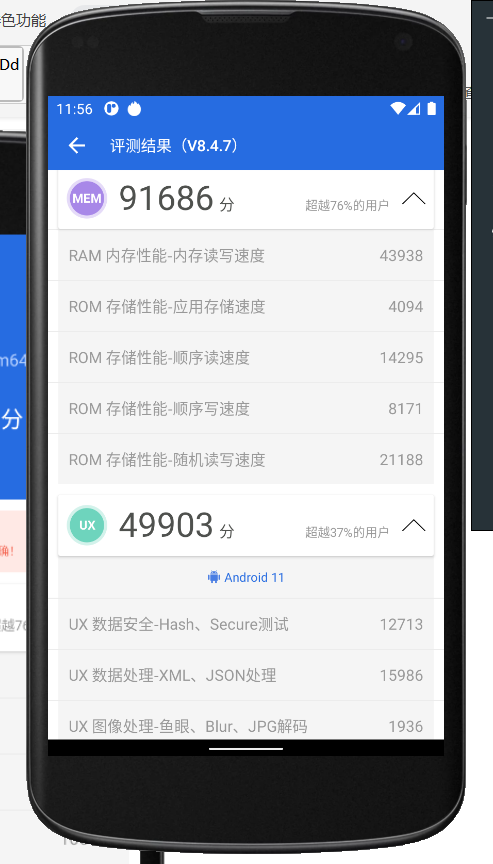 色功能
Dd
11:56
评测结果（V8.4.7）
MEM 91686 分 超越76%的用户
RAM 内存性能-内存读写速度 43938
ROM 存储性能-应用存储速度 4094
ROM 存储性能-顺序读速度 14295
ROM 存储性能-顺序写速度 8171
ROM 存储性能-随机读写速度 21188
m64
分
UX 49903 分 超越37%的用户
确!
Android 11
超越76
UX 数据安全-Hash、Secure测试 12713
UX 数据处理-XML、JSON处理 15986
UX 图像处理-鱼眼、Blur、JPG解码 1936